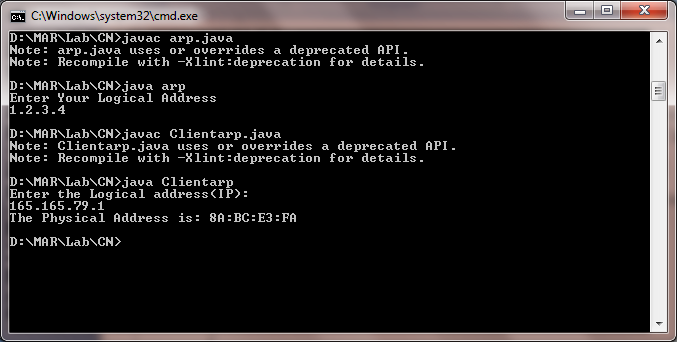 C:\Windows\system32\cmd.exe
D:\MAR\Lab\CN>javac arp.java
Note: arp.java uses or overrides a deprecated API.
Note: Recompile with -Xlint:deprecation for details.
D:\MAR\Lab\CN>java arp
Enter Your Logical Address
1.2.3.4
D:\MAR\Lab\CN>javac Clientarp.java
Note: Clientarp.java uses or overrides a deprecated API.
Note: Recompile with -Xlint:deprecation for details.
D:\MAR\Lab\CN>java Clientarp
Enter the Logical address(IP):
165.165.79.1
The Physical Address is: 8A:BC:E3:FA
D:\MAR\Lab\CN>